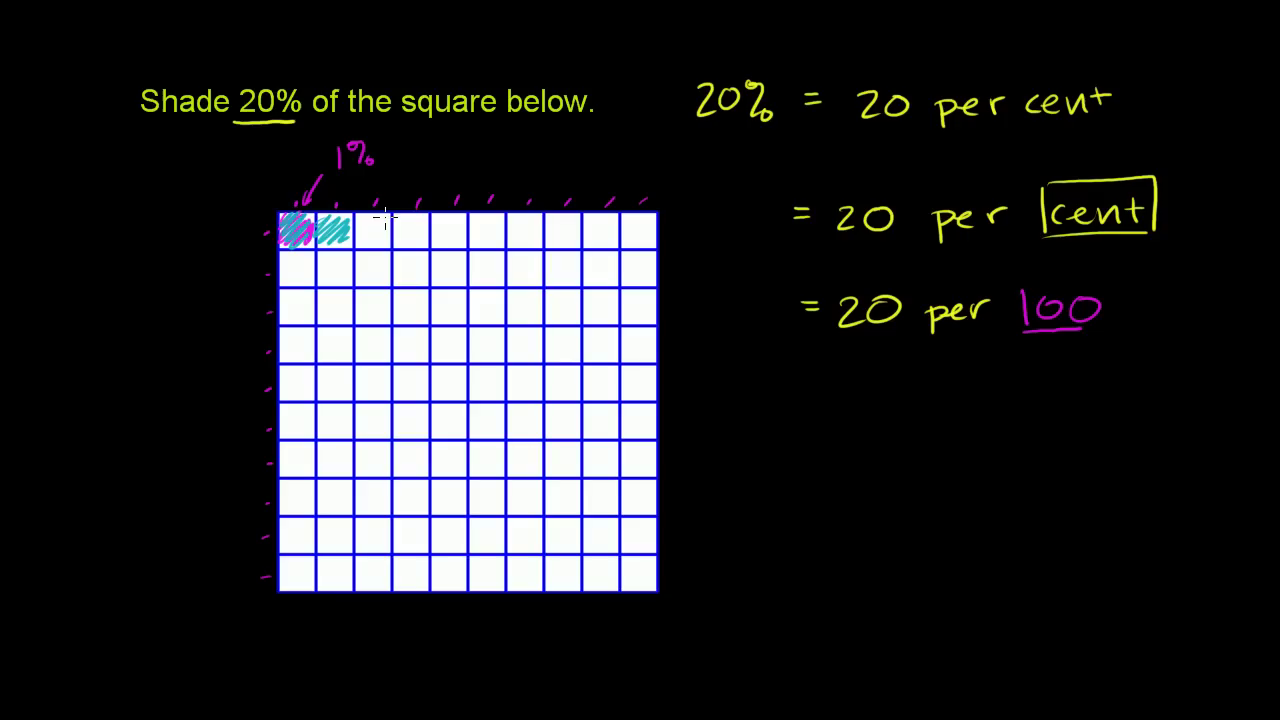 Shade 20% of the square below.
20% = 20 per cent
1%
= 20 per cent
= 20 per 100